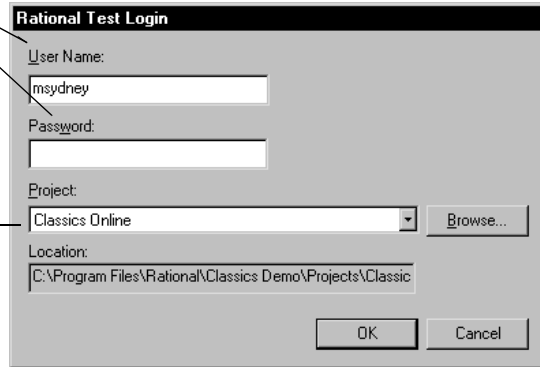 Rational Test Login
User Name:
msydney
Password:
Project:
Classics Online
Browse...
Location:
C:\Program Files\Rational\Classics Demo\Projects\Classic
OK
Cancel